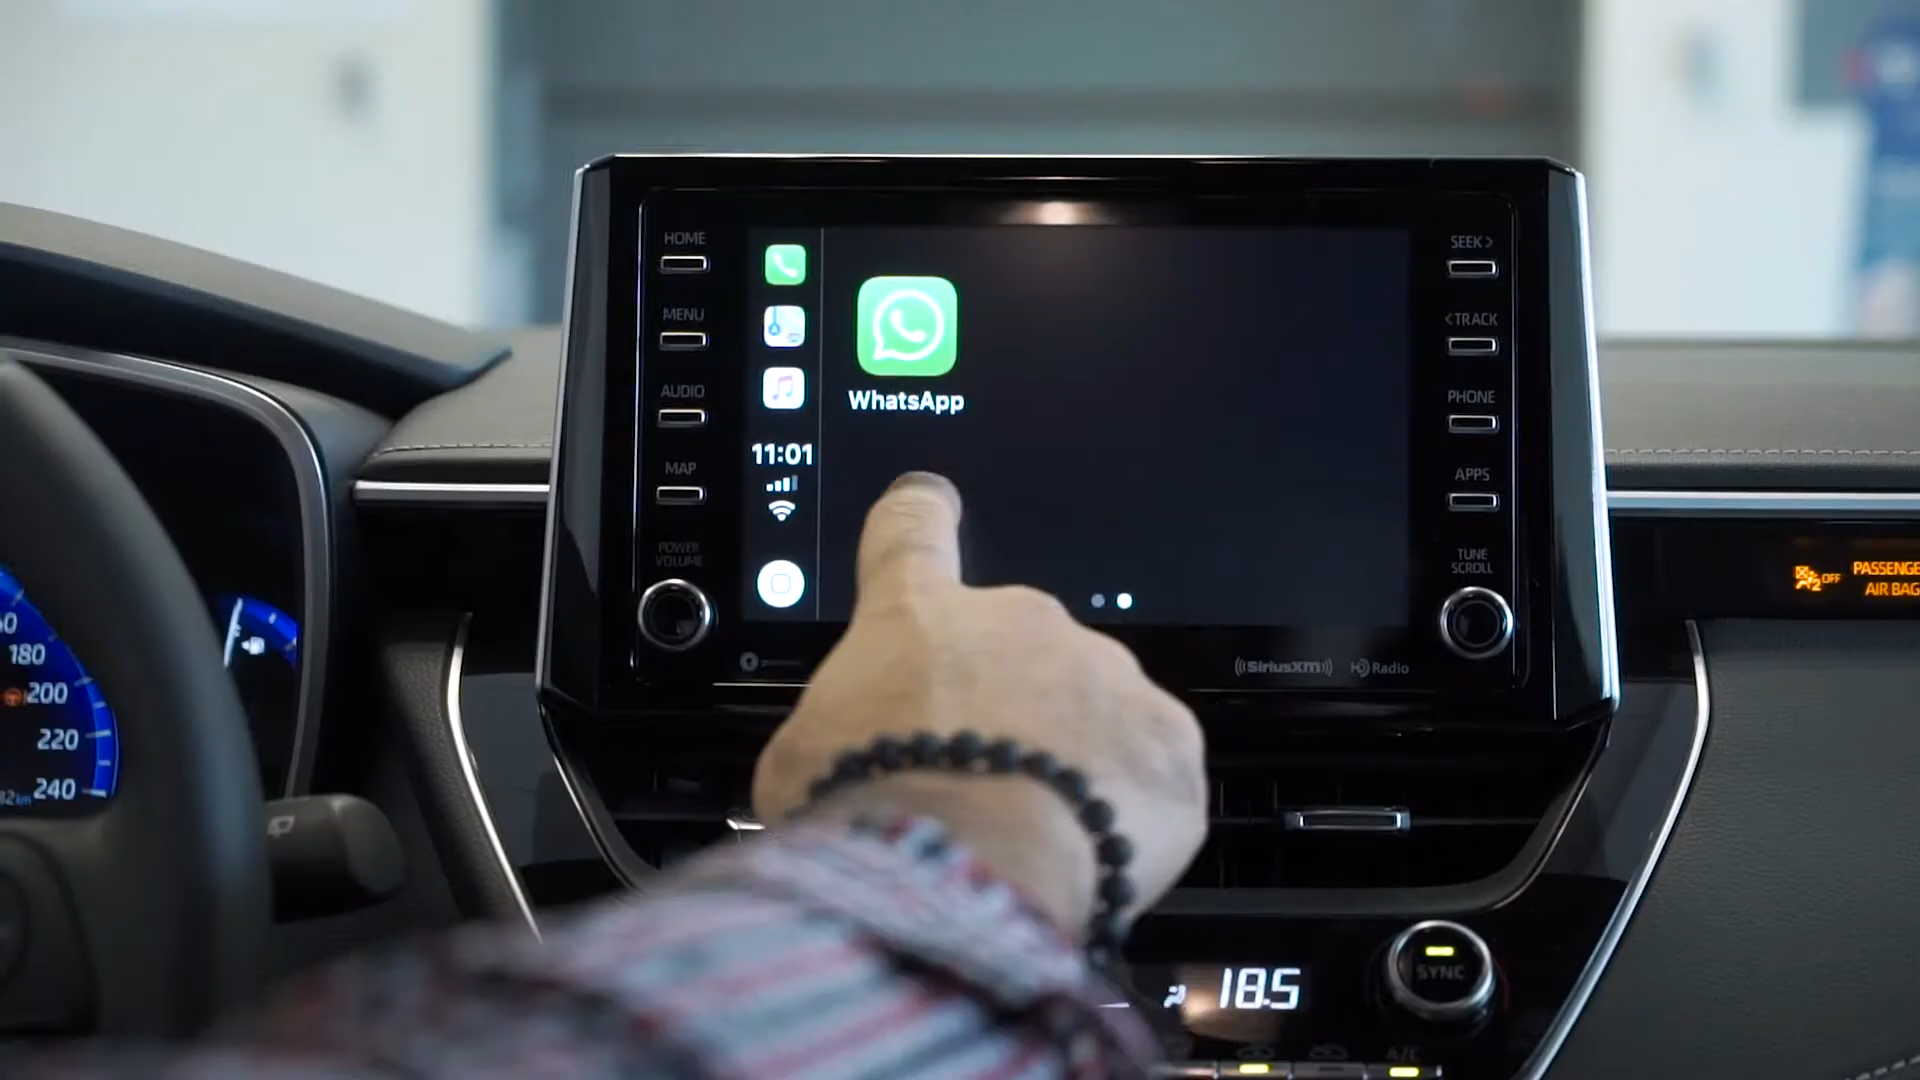 HOME
MENU
AUDIO
MAP
POWER
VOLUME
WhatsApp
11:01
SEEK>
<TRACK
PHONE
APPS
TUNE
SCROLL
((SiriusXM))
HD Radio
OFF
PASSENGE
AIR BAG
180
200
220
240
km
18.5
SYNC
A/C